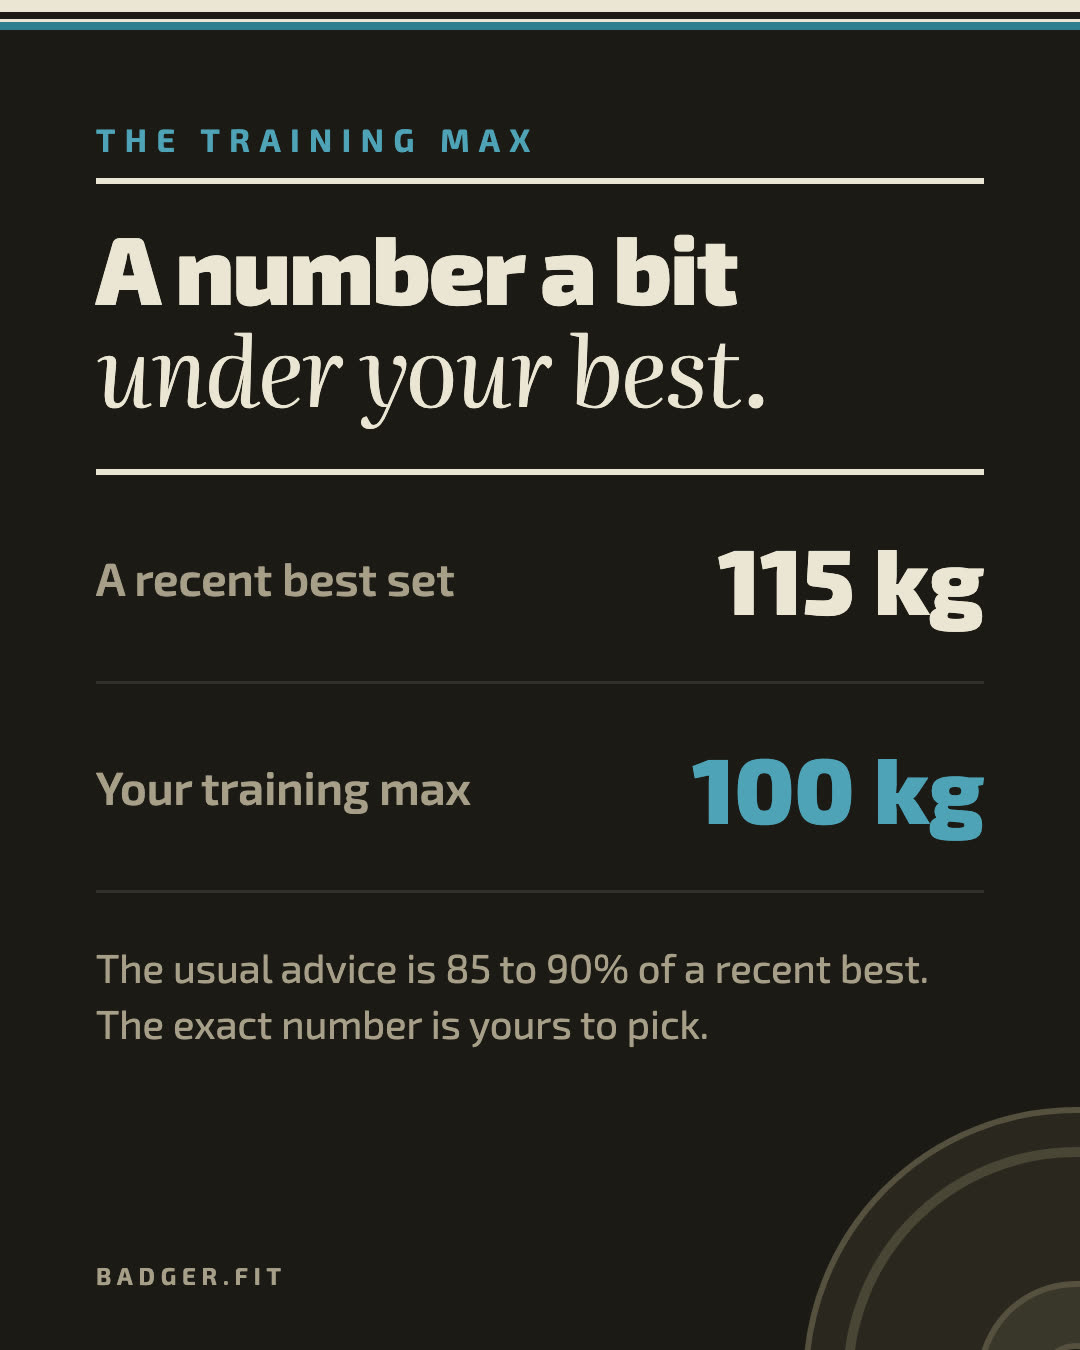 THE TRAINING MAX
A number a bit
under your best.
A recent best set
115 kg
Your training max
100 kg
The usual advice is 85 to 90% of a recent best.
The exact number is yours to pick.
BADGER.FIT